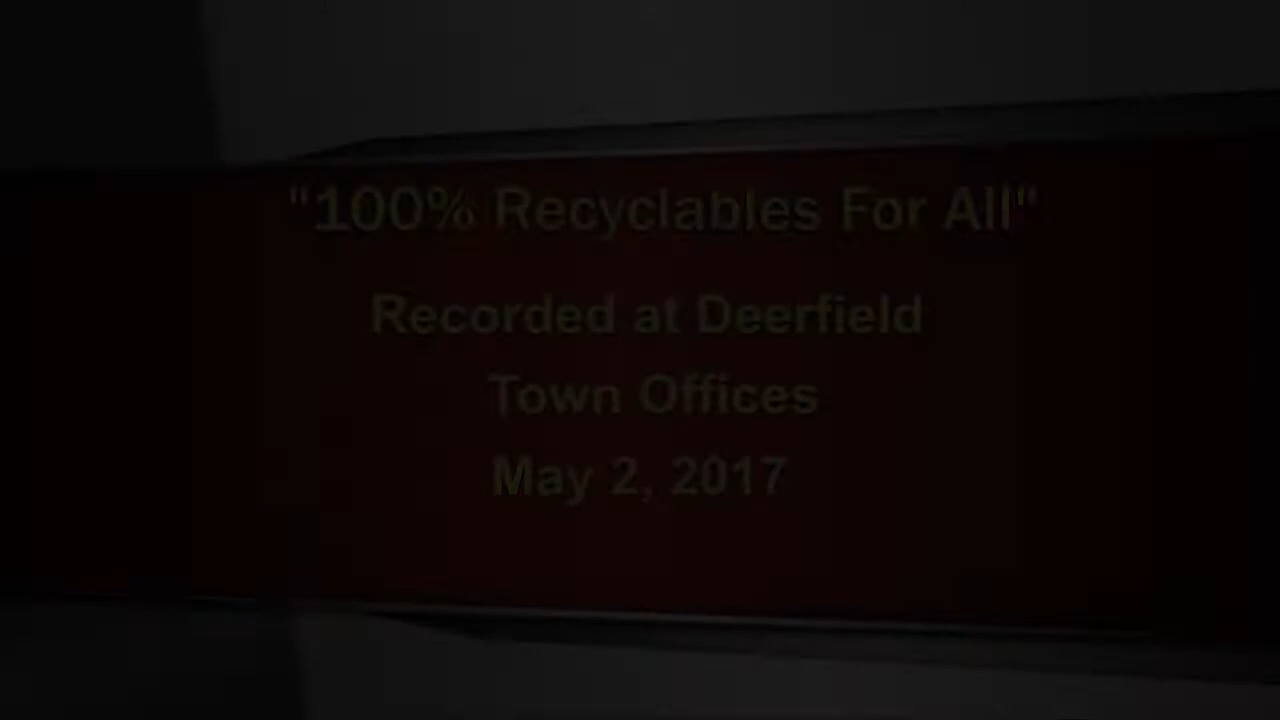 "100% Recyclables For All"
Recorded at Deerfield
Town Offices
May 2, 2017